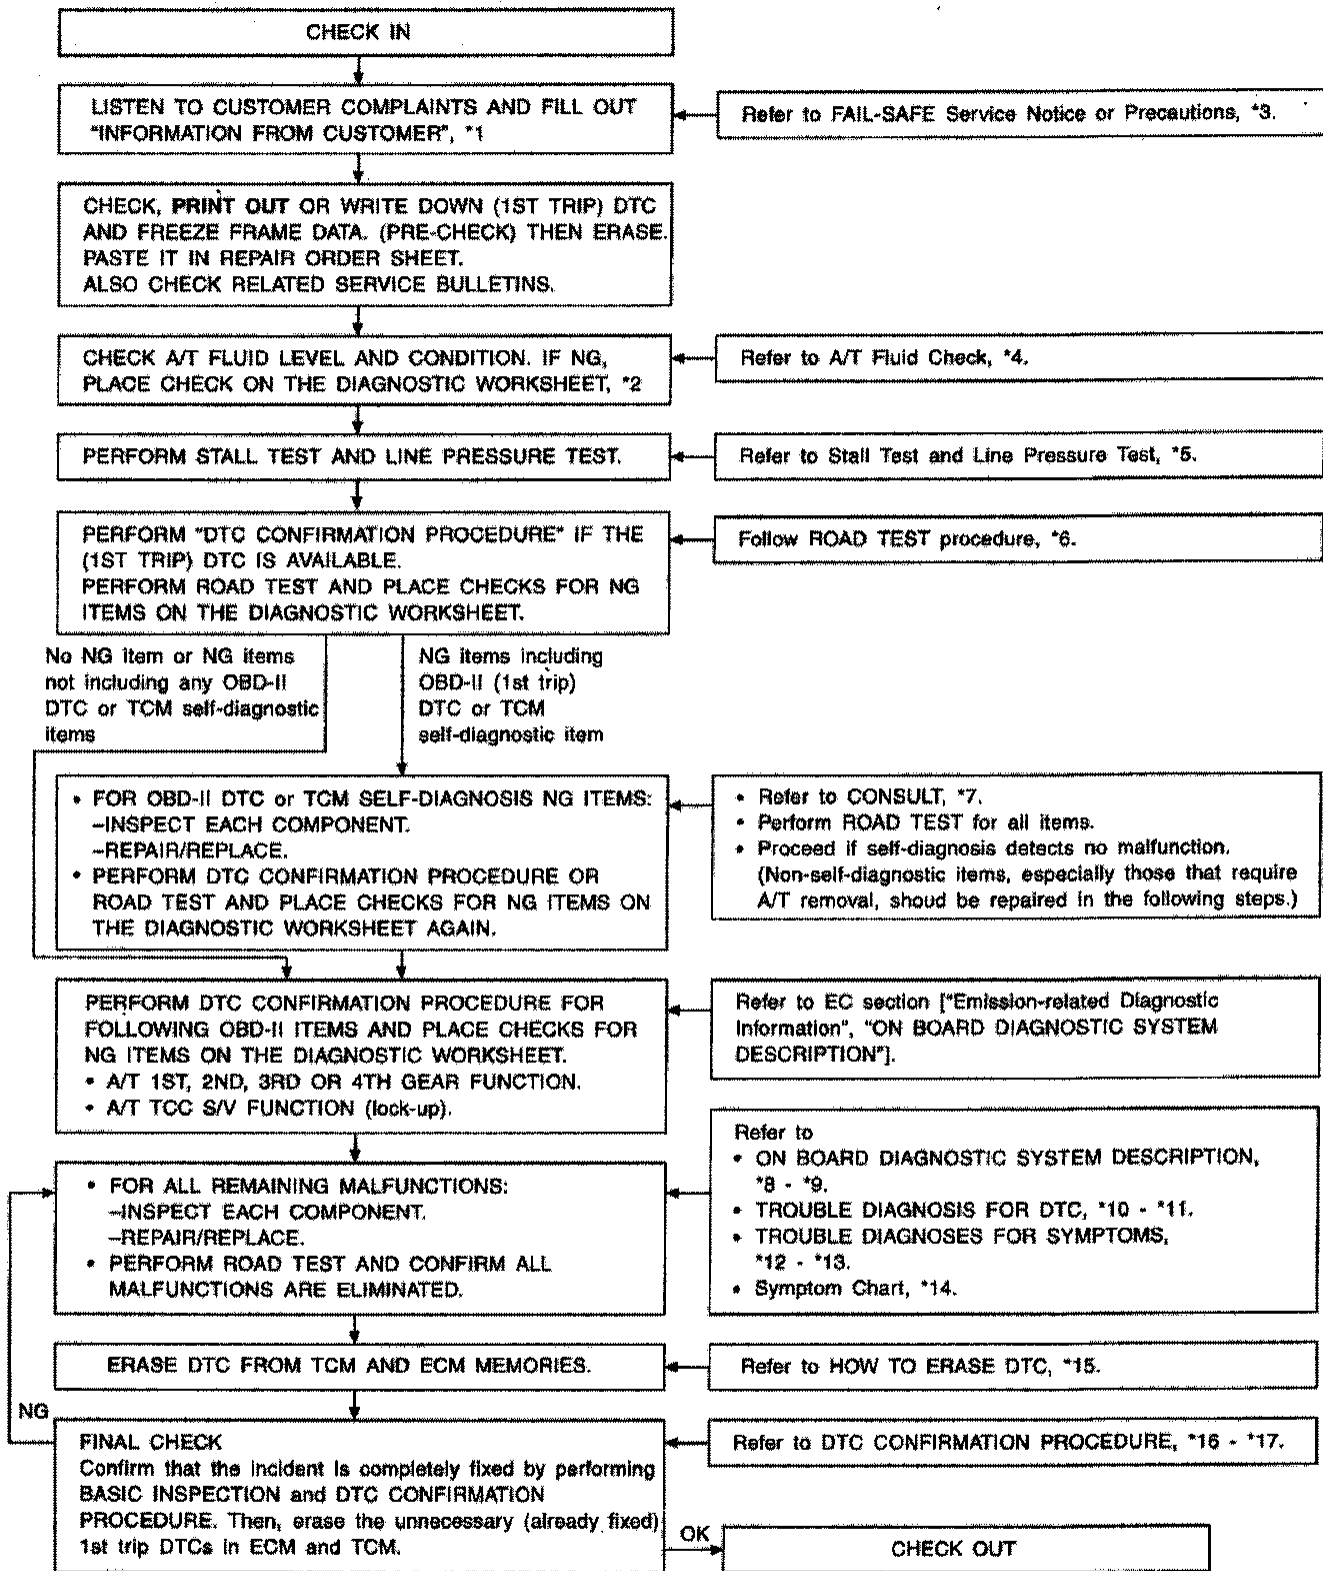 CHECK IN
LISTEN TO CUSTOMER COMPLAINTS AND FILL OUT
"INFORMATION FROM CUSTOMER", *1
Refer to FAIL-SAFE Service Notice or Precautions, *3.
CHECK, PRINT OUT OR WRITE DOWN (1ST TRIP) DTC
AND FREEZE FRAME DATA. (PRE-CHECK) THEN ERASE.
PASTE IT IN REPAIR ORDER SHEET.
ALSO CHECK RELATED SERVICE BULLETINS.
CHECK A/T FLUID LEVEL AND CONDITION. IF NG,
PLACE CHECK ON THE DIAGNOSTIC WORKSHEET, *2
Refer to A/T Fluid Check, *4.
PERFORM STALL TEST AND LINE PRESSURE TEST.
Refer to Stall Test and Line Pressure Test, *5.
PERFORM "DTC CONFIRMATION PROCEDURE" IF THE
(1ST TRIP) DTC IS AVAILABLE.
PERFORM ROAD TEST AND PLACE CHECKS FOR NG
ITEMS ON THE DIAGNOSTIC WORKSHEET.
Follow ROAD TEST procedure, *6.
No NG item or NG items
not including any OBD-II
DTC or TCM self-diagnostic
items
NG items including
OBD-II (1st trip)
DTC or TCM
self-diagnostic item
• FOR OBD-II DTC or TCM SELF-DIAGNOSIS NG ITEMS:
–INSPECT EACH COMPONENT.
–REPAIR/REPLACE.
• PERFORM DTC CONFIRMATION PROCEDURE OR
ROAD TEST AND PLACE CHECKS FOR NG ITEMS ON
THE DIAGNOSTIC WORKSHEET AGAIN.
• Refer to CONSULT, *7.
• Perform ROAD TEST for all items.
• Proceed if self-diagnosis detects no malfunction.
(Non-self-diagnostic items, especially those that require
A/T removal, shoud be repaired in the following steps.)
PERFORM DTC CONFIRMATION PROCEDURE FOR
FOLLOWING OBD-II ITEMS AND PLACE CHECKS FOR
NG ITEMS ON THE DIAGNOSTIC WORKSHEET.
• A/T 1ST, 2ND, 3RD OR 4TH GEAR FUNCTION.
• A/T TCC S/V FUNCTION (lock-up).
Refer to EC section ["Emission-related Diagnostic
Information", "ON BOARD DIAGNOSTIC SYSTEM
DESCRIPTION"].
• FOR ALL REMAINING MALFUNCTIONS:
–INSPECT EACH COMPONENT.
–REPAIR/REPLACE.
• PERFORM ROAD TEST AND CONFIRM ALL
MALFUNCTIONS ARE ELIMINATED.
Refer to
• ON BOARD DIAGNOSTIC SYSTEM DESCRIPTION,
*8 - *9.
• TROUBLE DIAGNOSIS FOR DTC, *10 - *11.
• TROUBLE DIAGNOSES FOR SYMPTOMS,
*12 - *13.
• Symptom Chart, *14.
ERASE DTC FROM TCM AND ECM MEMORIES.
Refer to HOW TO ERASE DTC, *15.
NG
FINAL CHECK
Confirm that the incident is completely fixed by performing
BASIC INSPECTION and DTC CONFIRMATION
PROCEDURE. Then, erase the unnecessary (already fixed)
1st trip DTCs in ECM and TCM.
Refer to DTC CONFIRMATION PROCEDURE, *16 - *17.
OK
CHECK OUT